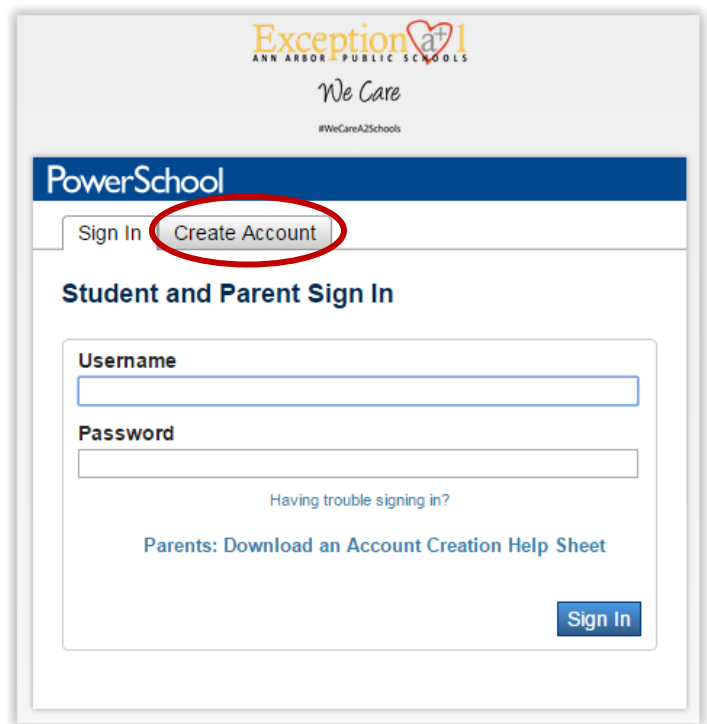 Exception a+ l
ANN ARBOR PUBLIC SCHOOLS
We Care
#WeCareA2Schools
PowerSchool
Sign In Create Account
Student and Parent Sign In
Username
Password
Having trouble signing in?
Parents: Download an Account Creation Help Sheet
Sign In